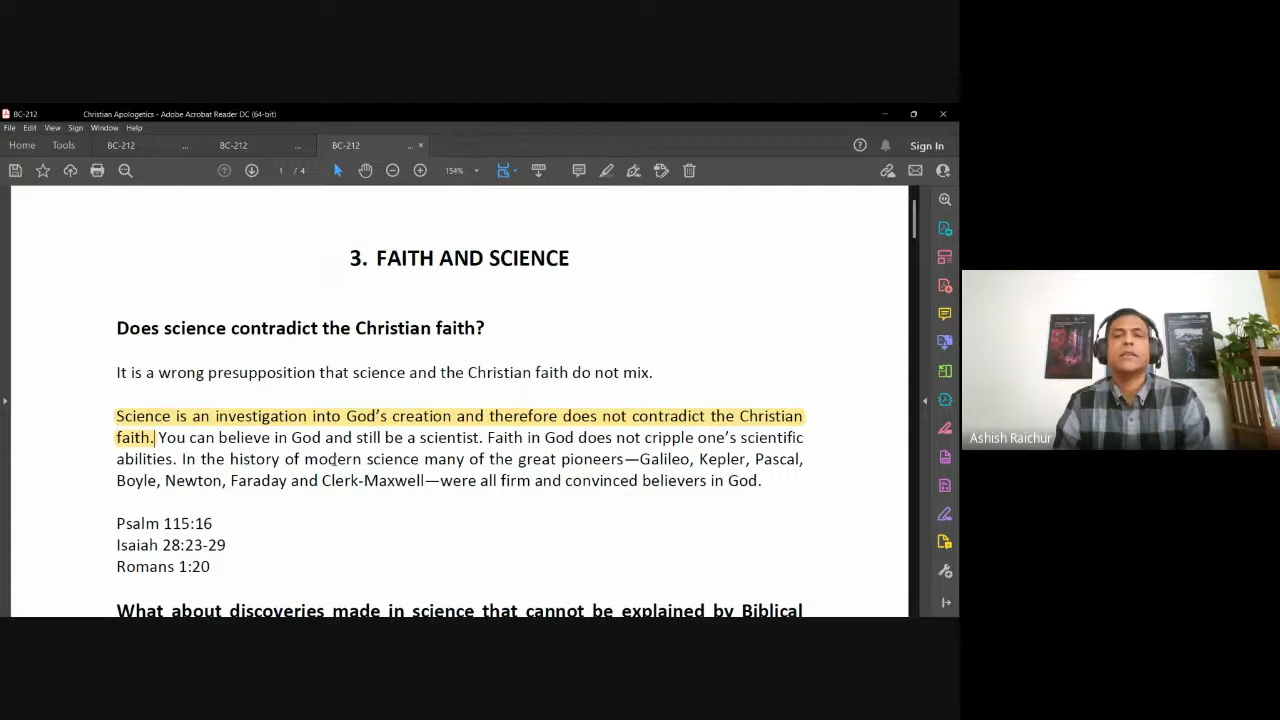 BC-212 Christian Apologetics - Adobe Acrobat Reader DC (64-bit)
File Edit View Sign Window Help
Home Tools BC-212 ... BC-212 ... BC-212 ... ×
Sign In
1 / 4 154%
3. FAITH AND SCIENCE
Does science contradict the Christian faith?
It is a wrong presupposition that science and the Christian faith do not mix.
Science is an investigation into God’s creation and therefore does not contradict the Christian
faith. You can believe in God and still be a scientist. Faith in God does not cripple one’s scientific
abilities. In the history of modern science many of the great pioneers—Galileo, Kepler, Pascal,
Boyle, Newton, Faraday and Clerk-Maxwell—were all firm and convinced believers in God.
Psalm 115:16
Isaiah 28:23-29
Romans 1:20
What about discoveries made in science that cannot be explained by Biblical
Ashish Raichur